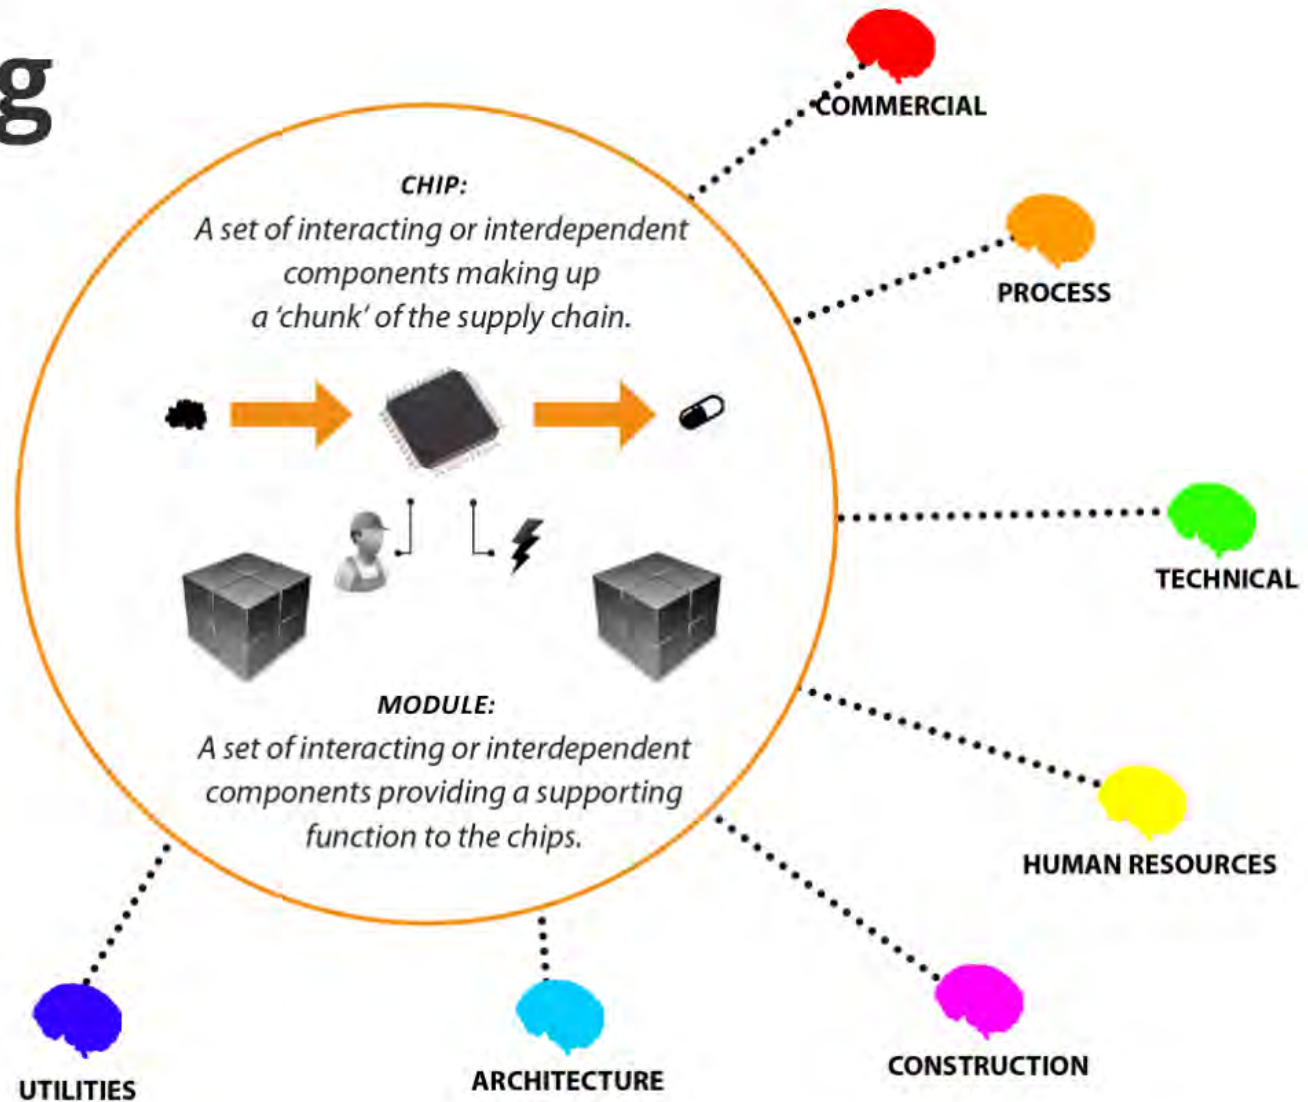 g
COMMERCIAL
CHIP:
A set of interacting or interdependent
components making up
a ‘chunk’ of the supply chain.
PROCESS
TECHNICAL
MODULE:
A set of interacting or interdependent
components providing a supporting
function to the chips.
HUMAN RESOURCES
CONSTRUCTION
ARCHITECTURE
UTILITIES